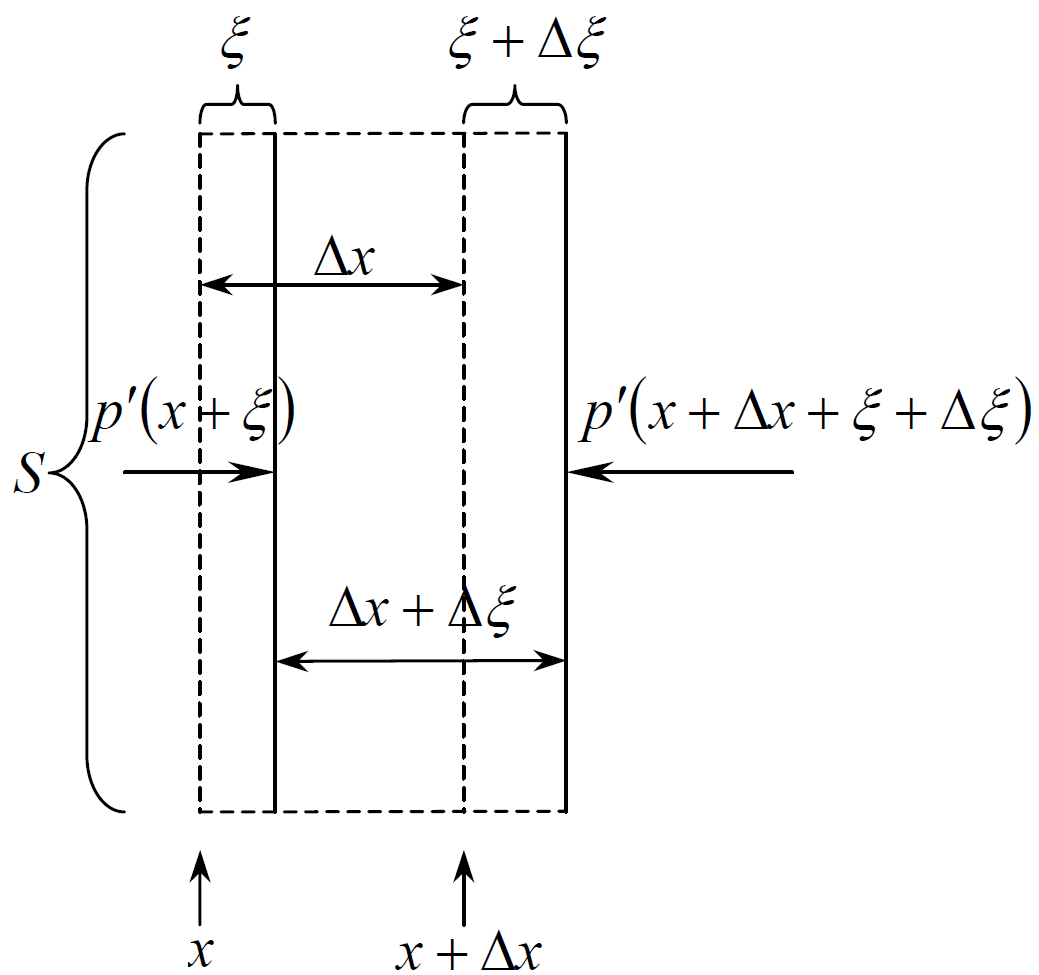 ξ ξ + Δξ
Δx
p′(x + ξ) p′(x + Δx + ξ + Δξ)
S
Δx + Δξ
x x + Δx